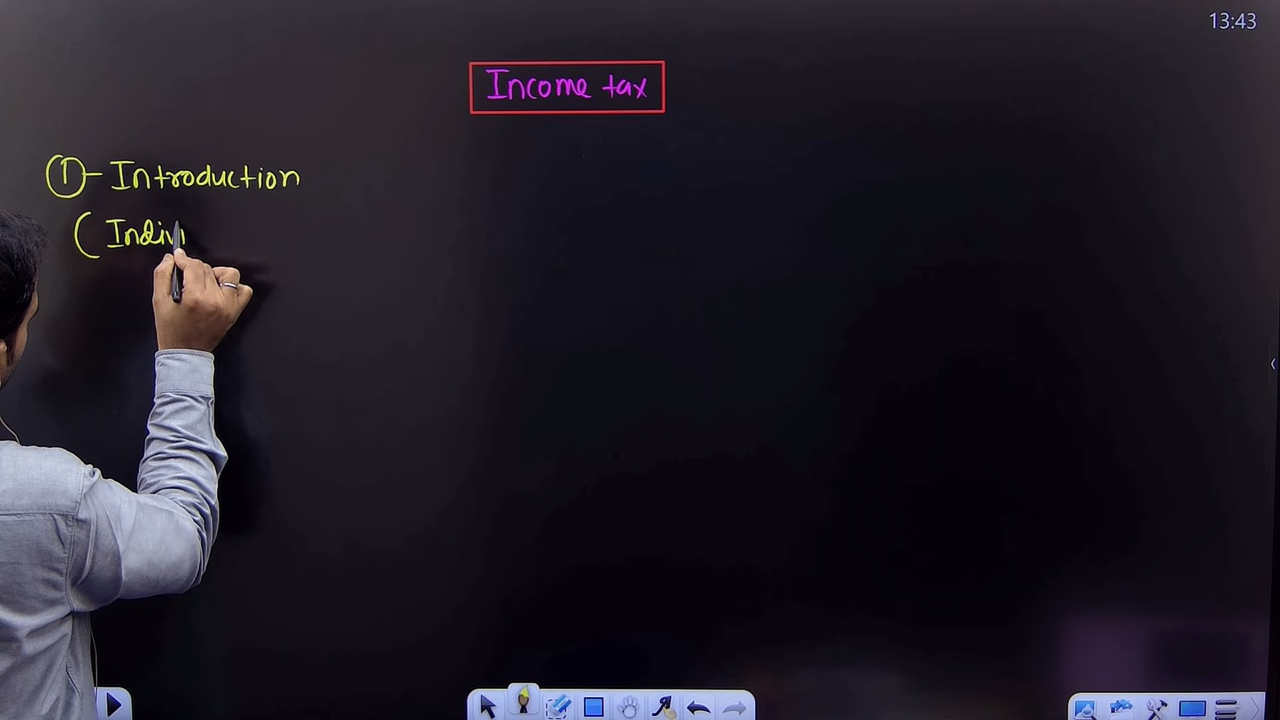 13:43
Income tax
① - Introduction
( Indiv